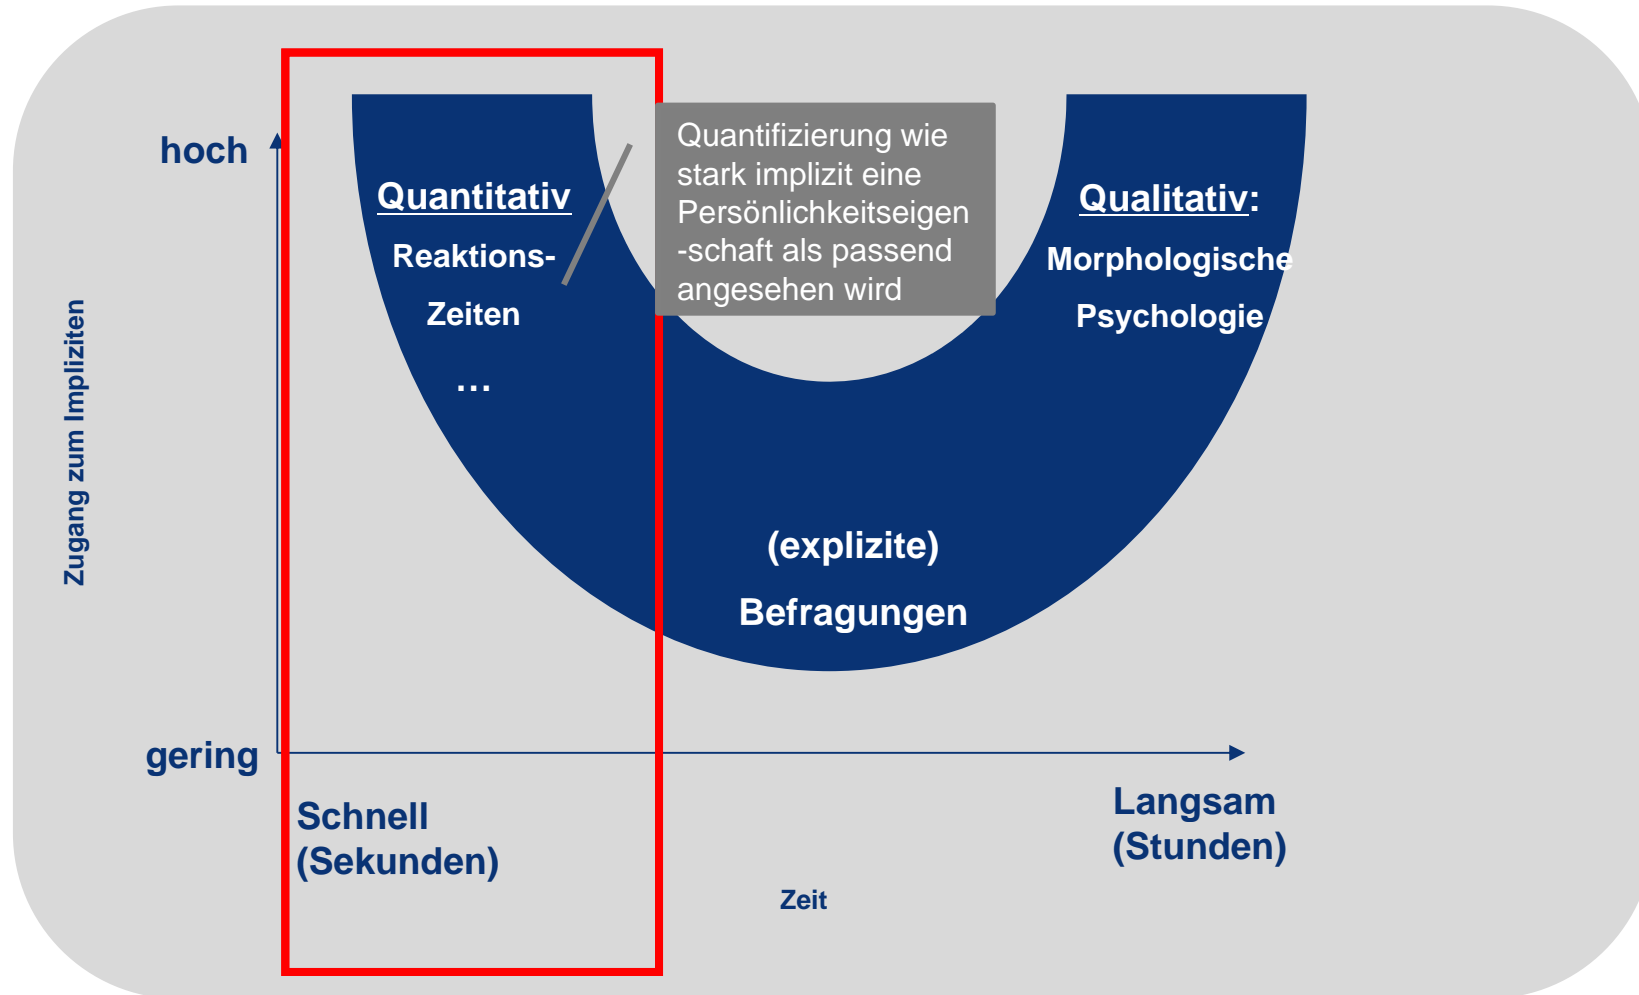 hoch
Quantitativ
Reaktions-
Zeiten
...
Quantifizierung wie
stark implizit eine
Persönlichkeitseigen
-schaft als passend
angesehen wird
Qualitativ:
Morphologische
Psychologie
Zugang zum Impliziten
(explizite)
Befragungen
gering
Schnell
(Sekunden)
Langsam
(Stunden)
Zeit